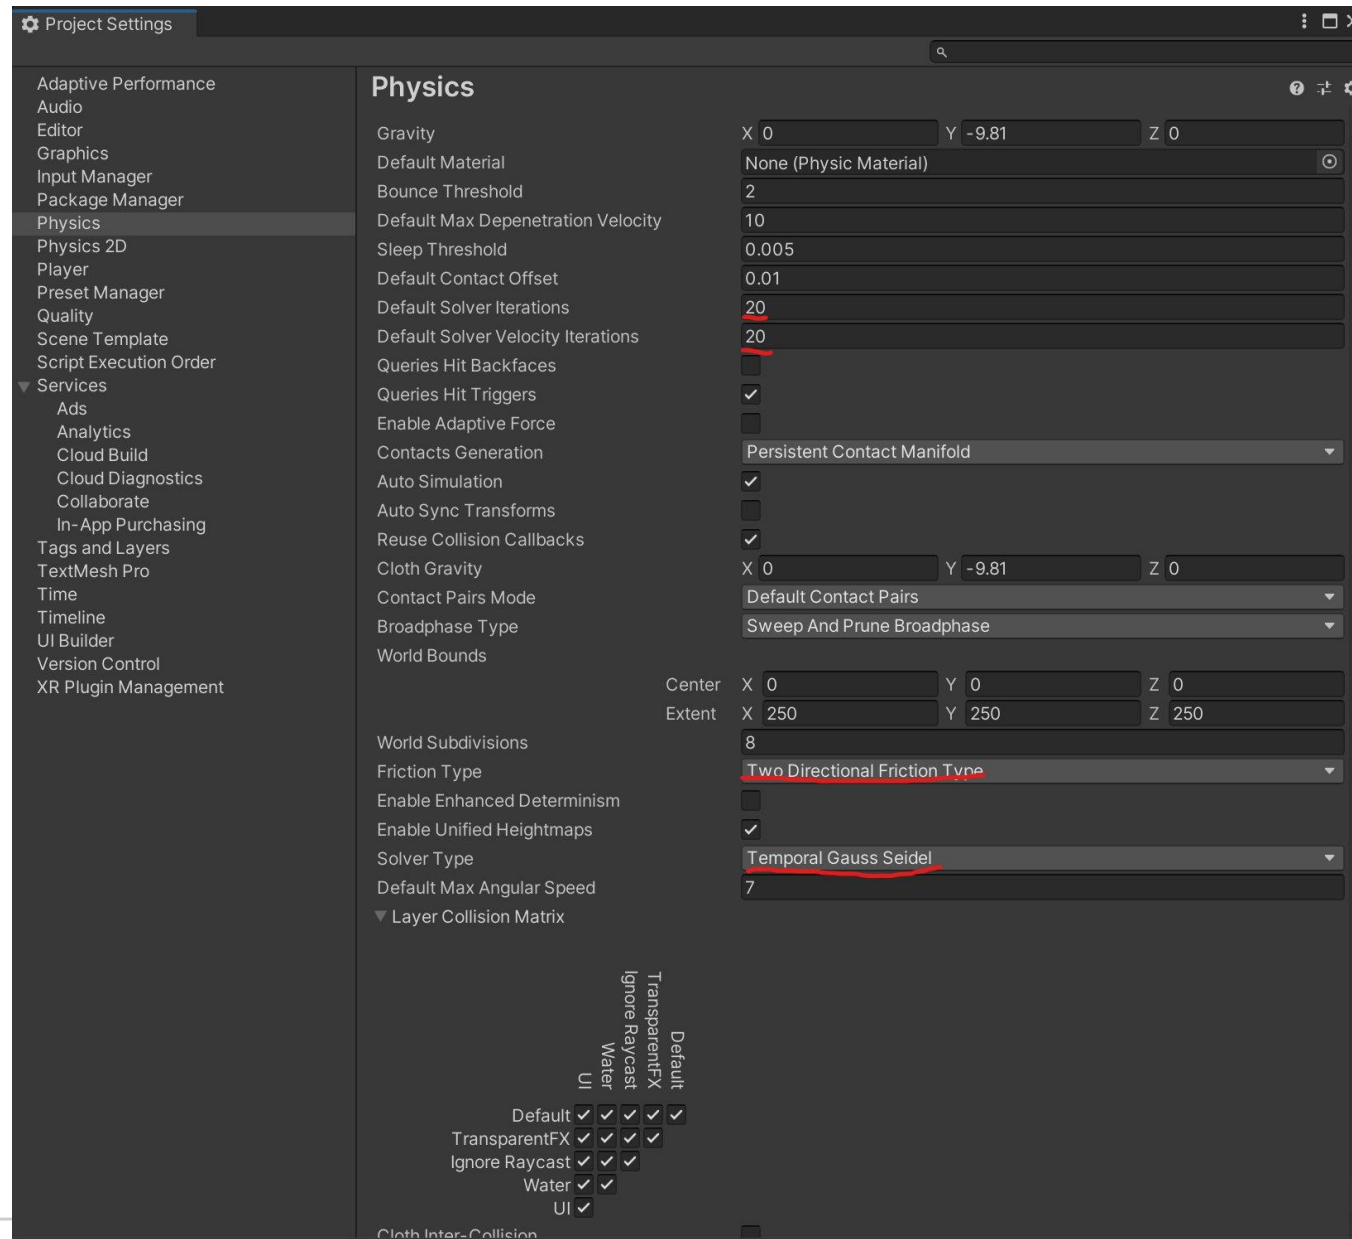 Project Settings
Adaptive Performance
Audio
Editor
Graphics
Input Manager
Package Manager
Physics
Physics 2D
Player
Preset Manager
Quality
Scene Template
Script Execution Order
Services
Ads
Analytics
Cloud Build
Cloud Diagnostics
Collaborate
In-App Purchasing
Tags and Layers
TextMesh Pro
Time
Timeline
UI Builder
Version Control
XR Plugin Management
Physics
Gravity X 0 Y -9.81 Z 0
Default Material None (Physic Material)
Bounce Threshold 2
Default Max Depenetration Velocity 10
Sleep Threshold 0.005
Default Contact Offset 0.01
Default Solver Iterations 20
Default Solver Velocity Iterations 20
Queries Hit Backfaces
Queries Hit Triggers
Enable Adaptive Force
Contacts Generation Persistent Contact Manifold
Auto Simulation
Auto Sync Transforms
Reuse Collision Callbacks
Cloth Gravity X 0 Y -9.81 Z 0
Contact Pairs Mode Default Contact Pairs
Broadphase Type Sweep And Prune Broadphase
World Bounds
Center X 0 Y 0 Z 0
Extent X 250 Y 250 Z 250
World Subdivisions 8
Friction Type Two Directional Friction Type
Enable Enhanced Determinism
Enable Unified Heightmaps
Solver Type Temporal Gauss Seidel
Default Max Angular Speed 7
Layer Collision Matrix
UI
Water
Ignore Raycast
TransparentFX
Default
Default
TransparentFX
Ignore Raycast
Water
UI
Cloth Inter-Collision